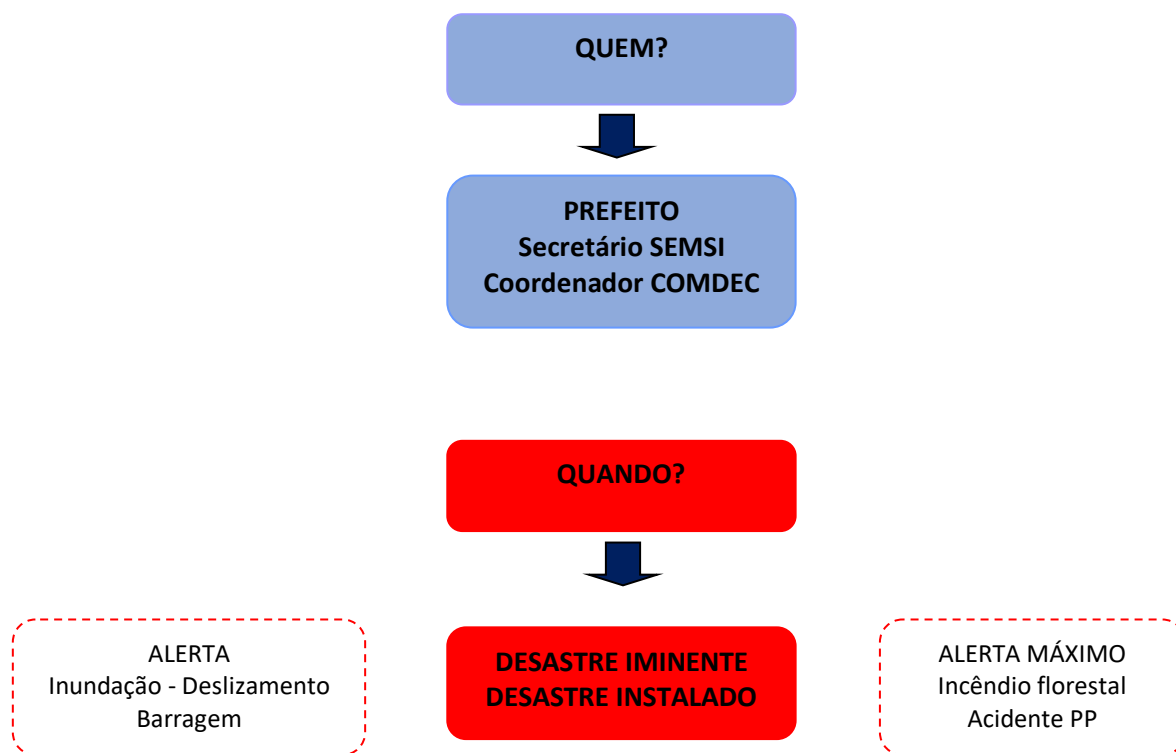 QUEM?
PREFEITO
Secretário SEMSI
Coordenador COMDEC
QUANDO?
ALERTA
Inundação - Deslizamento
Barragem
DESASTRE IMINENTE
DESASTRE INSTALADO
ALERTA MÁXIMO
Incêndio florestal
Acidente PP